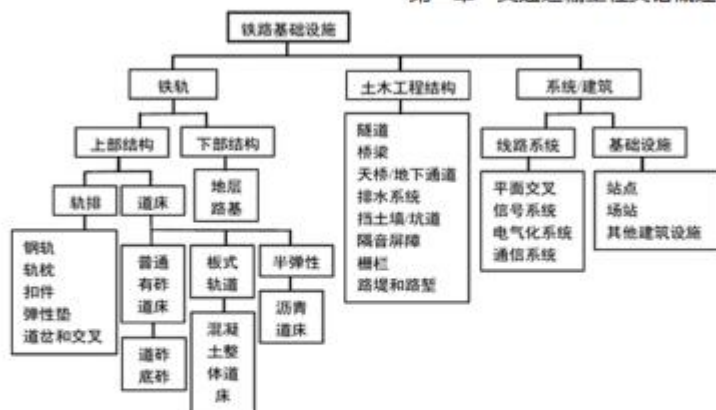 铁路基础设施
铁轨
土木工程结构
系统/建筑
上部结构
下部结构
隧道
桥梁
天桥/地下通道
排水系统
挡土墙/坑道
隔音屏障
栅栏
路堤和路堑
线路系统
基础设施
轨排
道床
地层
路基
平面交叉
信号系统
电气化系统
通信系统
站点
场站
其他建筑设施
钢轨
轨枕
扣件
弹性垫
道岔和交叉
普通
有砟
道床
板式
轨道
半弹性
道砟
底砟
混凝
土整
体道
床
沥青
道床